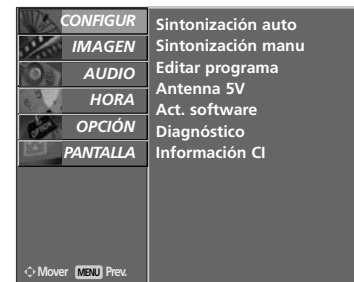 CONFIGUR
IMAGEN
AUDIO
HORA
OPCIÓN
PANTALLA
Sintonización auto
Sintonización manu
Editar programa
Antenna 5V
Act. software
Diagnóstico
Información CI
Mover MENU Prev.